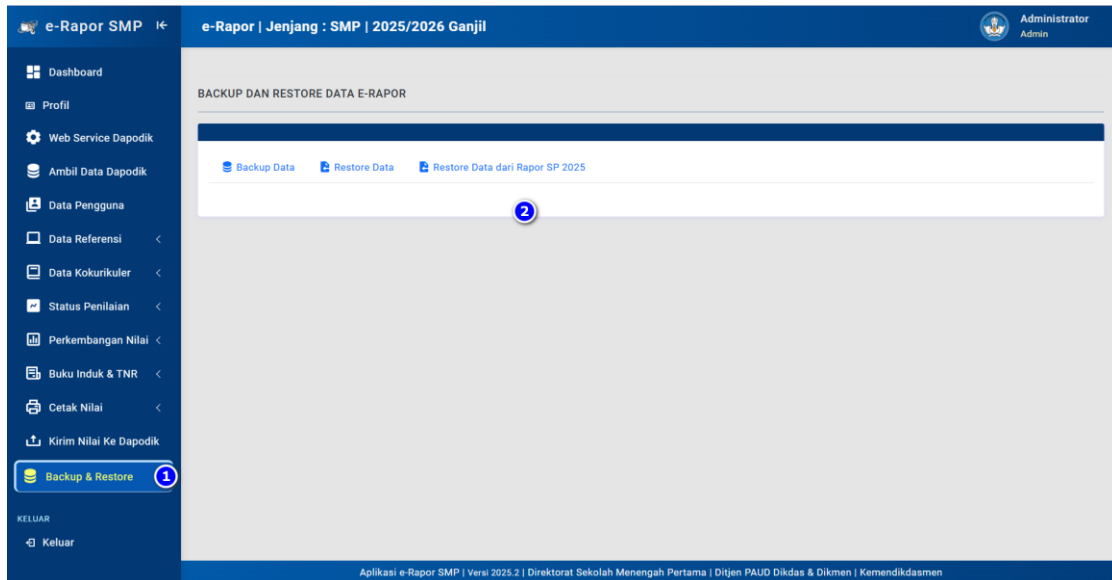 e-Rapor SMP
e-Rapor | Jenjang : SMP | 2025/2026 Ganjil
Administrator
Admin
Dashboard
Profil
Web Service Dapodik
Ambil Data Dapodik
Data Pengguna
Data Referensi
Data Kokurikuler
Status Penilaian
Perkembangan Nilai
Buku Induk & TNR
Cetak Nilai
Kirim Nilai Ke Dapodik
Backup & Restore 1
KELUAR
Keluar
BACKUP DAN RESTORE DATA E-RAPOR
Backup Data Restore Data Restore Data dari Rapor SP 2025
2
Aplikasi e-Rapor SMP | Versi 2025.2 | Direktorat Sekolah Menengah Pertama | Ditjen PAUD Dikdas & Dikmen | Kemendikdasmen